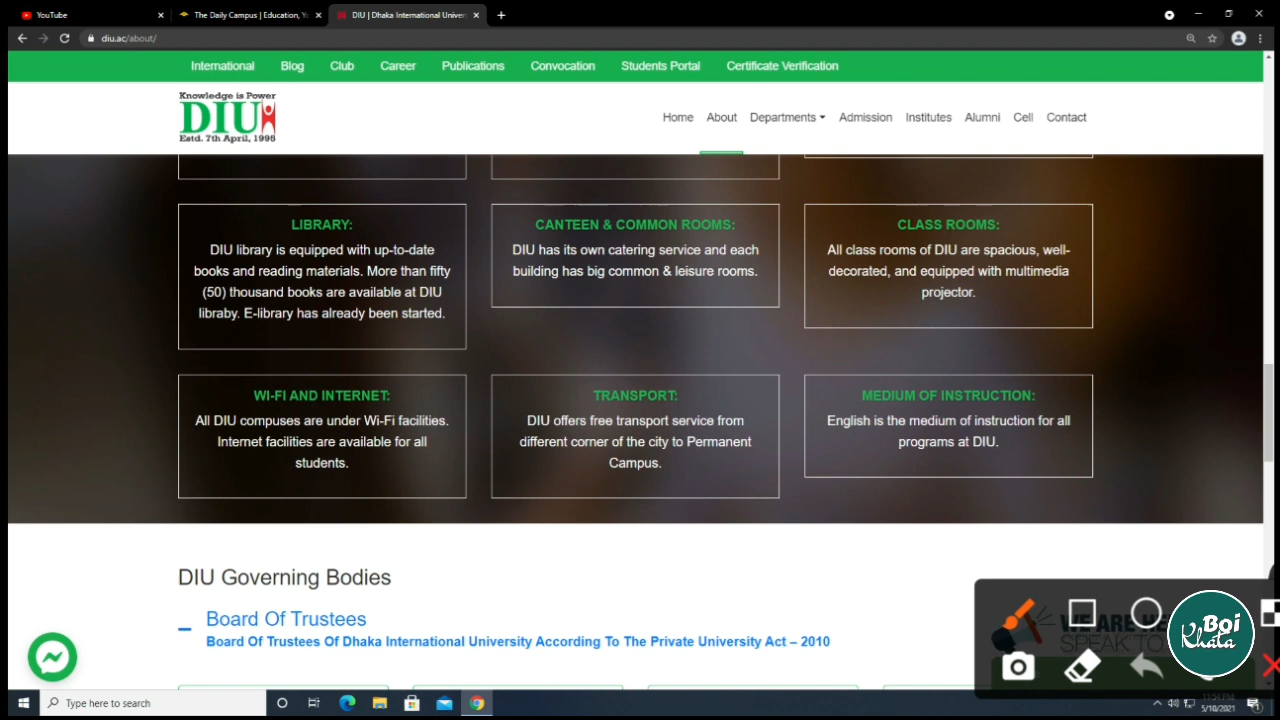 YouTube
The Daily Campus | Education, Y
DIU | Dhaka International Univer
diu.ac/about/
International Blog Club Career Publications Convocation Students Portal Certificate Verification
Knowledge is Power
DIU
Estd. 7th April, 1995
Home About Departments Admission Institutes Alumni Cell Contact
LIBRARY:
DIU library is equipped with up-to-date
books and reading materials. More than fifty
(50) thousand books are available at DIU
libraby. E-library has already been started.
CANTEEN & COMMON ROOMS:
DIU has its own catering service and each
building has big common & leisure rooms.
CLASS ROOMS:
All class rooms of DIU are spacious, well-
decorated, and equipped with multimedia
projector.
WI-FI AND INTERNET:
All DIU compuses are under Wi-Fi facilities.
Internet facilities are available for all
students.
TRANSPORT:
DIU offers free transport service from
different corner of the city to Permanent
Campus.
MEDIUM OF INSTRUCTION:
English is the medium of instruction for all
programs at DIU.
DIU Governing Bodies
Board Of Trustees
Board Of Trustees Of Dhaka International University According To The Private University Act – 2010
WE ARE HE
SPEAK TO
Boi
Khata
Type here to search
11:54 PM
5/10/2021